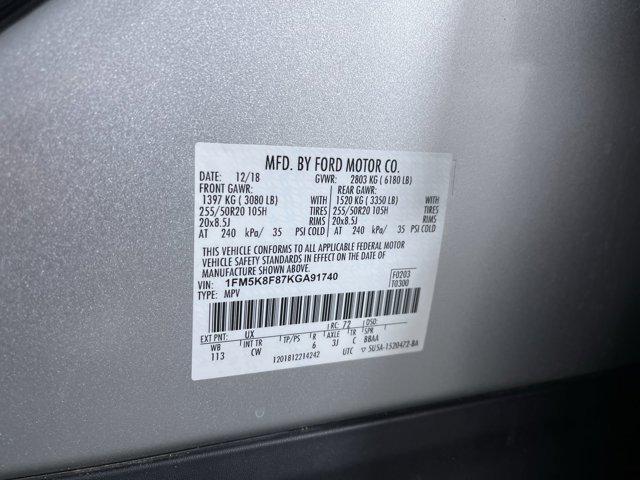 MFD. BY FORD MOTOR CO.
DATE: 12/18 GVWR: 2803 KG ( 6180 LB)
FRONT GAWR: REAR GAWR:
1397 KG ( 3080 LB) WITH 1520 KG ( 3350 LB) WITH
255/50R20 105H TIRES 255/50R20 105H TIRES
20x8.5J RIMS 20x8.5J RIMS
AT 240 kPa/ 35 PSI COLD AT 240 kPa/ 35 PSI COLD
THIS VEHICLE CONFORMS TO ALL APPLICABLE FEDERAL MOTOR
VEHICLE SAFETY STANDARDS IN EFFECT ON THE DATE OF
MANUFACTURE SHOWN ABOVE.
VIN: 1FM5K8F87KGA91740 F0203
TYPE: MPV T0300
EXT PNT: UX RC: 72 DSO:
WB INT TR TP/PS R AXLE TR SPR
113 CW 6 3J C BBAA
1201812214242 UTC ▽ 5U5A-1520472-BA